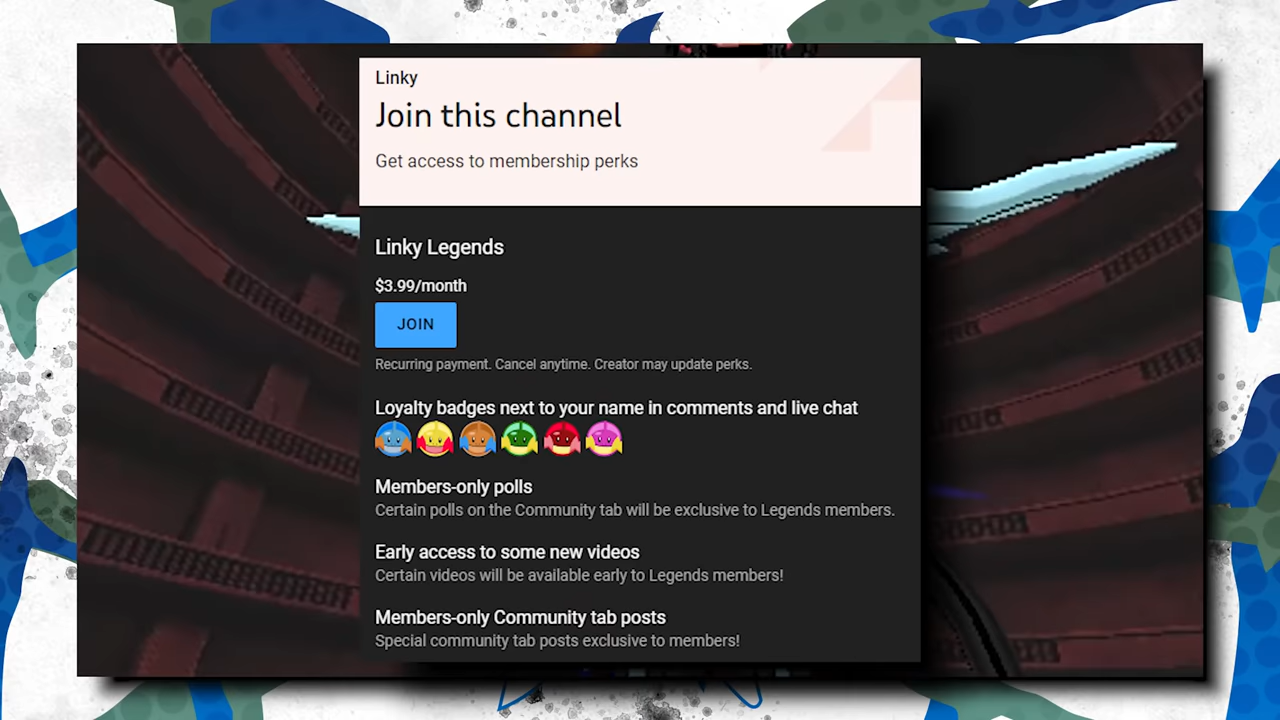 Linky
Join this channel
Get access to membership perks
Linky Legends
$3.99/month
JOIN
Recurring payment. Cancel anytime. Creator may update perks.
Loyalty badges next to your name in comments and live chat
Members-only polls
Certain polls on the Community tab will be exclusive to Legends members.
Early access to some new videos
Certain videos will be available early to Legends members!
Members-only Community tab posts
Special community tab posts exclusive to members!